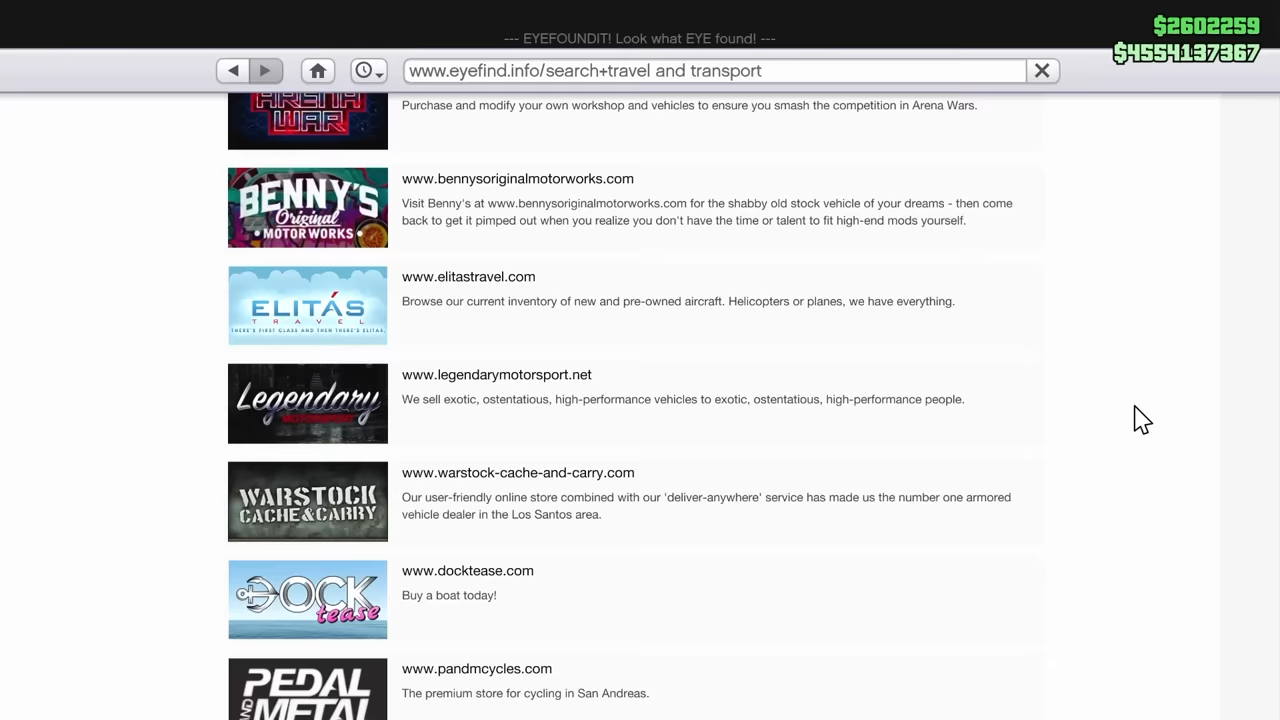 $2602259
--- EYEFOUNDIT! Look what EYE found! ---
$4554137367
www.eyefind.info/search+travel and transport
ARENA
WAR
Purchase and modify your own workshop and vehicles to ensure you smash the competition in Arena Wars.
BENNY'S
Original
• MOTOR WORKS •
www.bennysoriginalmotorworks.com
Visit Benny's at www.bennysoriginalmotorworks.com for the shabby old stock vehicle of your dreams - then come
back to get it pimped out when you realize you don't have the time or talent to fit high-end mods yourself.
ELITÁS
TRAVEL
THERE'S FIRST GLASS AND THEN THERE'S ELITAS.
www.elitastravel.com
Browse our current inventory of new and pre-owned aircraft. Helicopters or planes, we have everything.
Legendary
MOTORSPORT
www.legendarymotorsport.net
We sell exotic, ostentatious, high-performance vehicles to exotic, ostentatious, high-performance people.
WARSTOCK
CACHE&CARRY
www.warstock-cache-and-carry.com
Our user-friendly online store combined with our 'deliver-anywhere' service has made us the number one armored
vehicle dealer in the Los Santos area.
DOCK
tease
www.docktease.com
Buy a boat today!
PEDAL
AND
METAL
www.pandmcycles.com
The premium store for cycling in San Andreas.